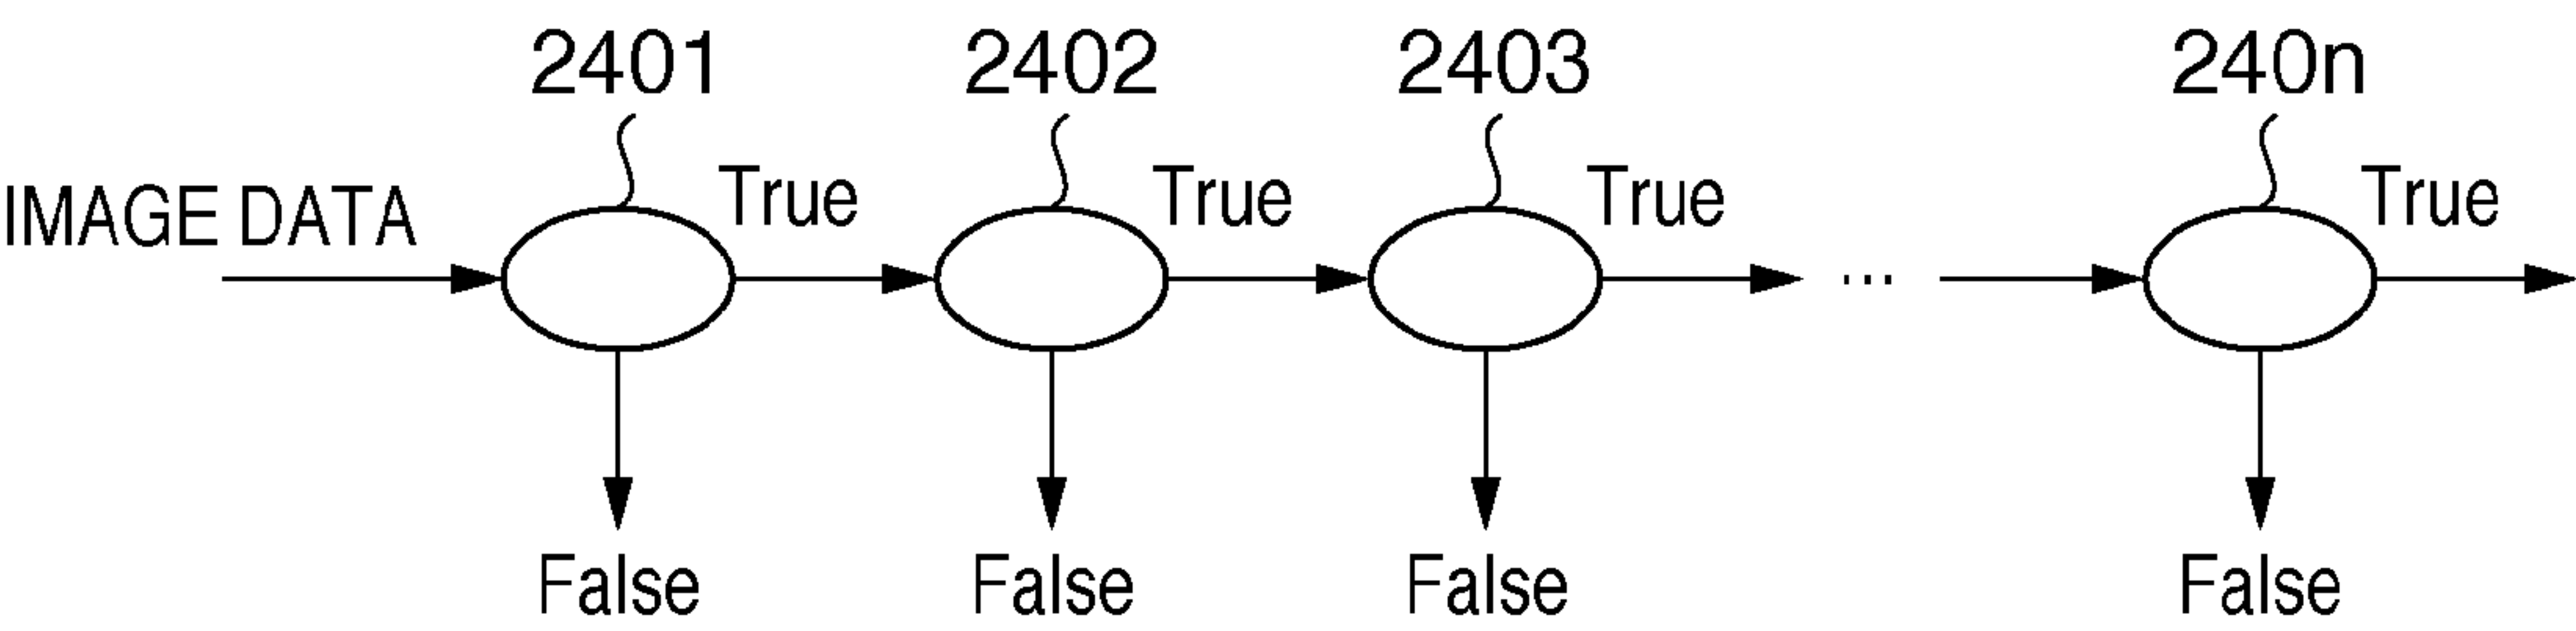 2401 2402 2403 240n
IMAGE DATA True True True ... True
False False False False